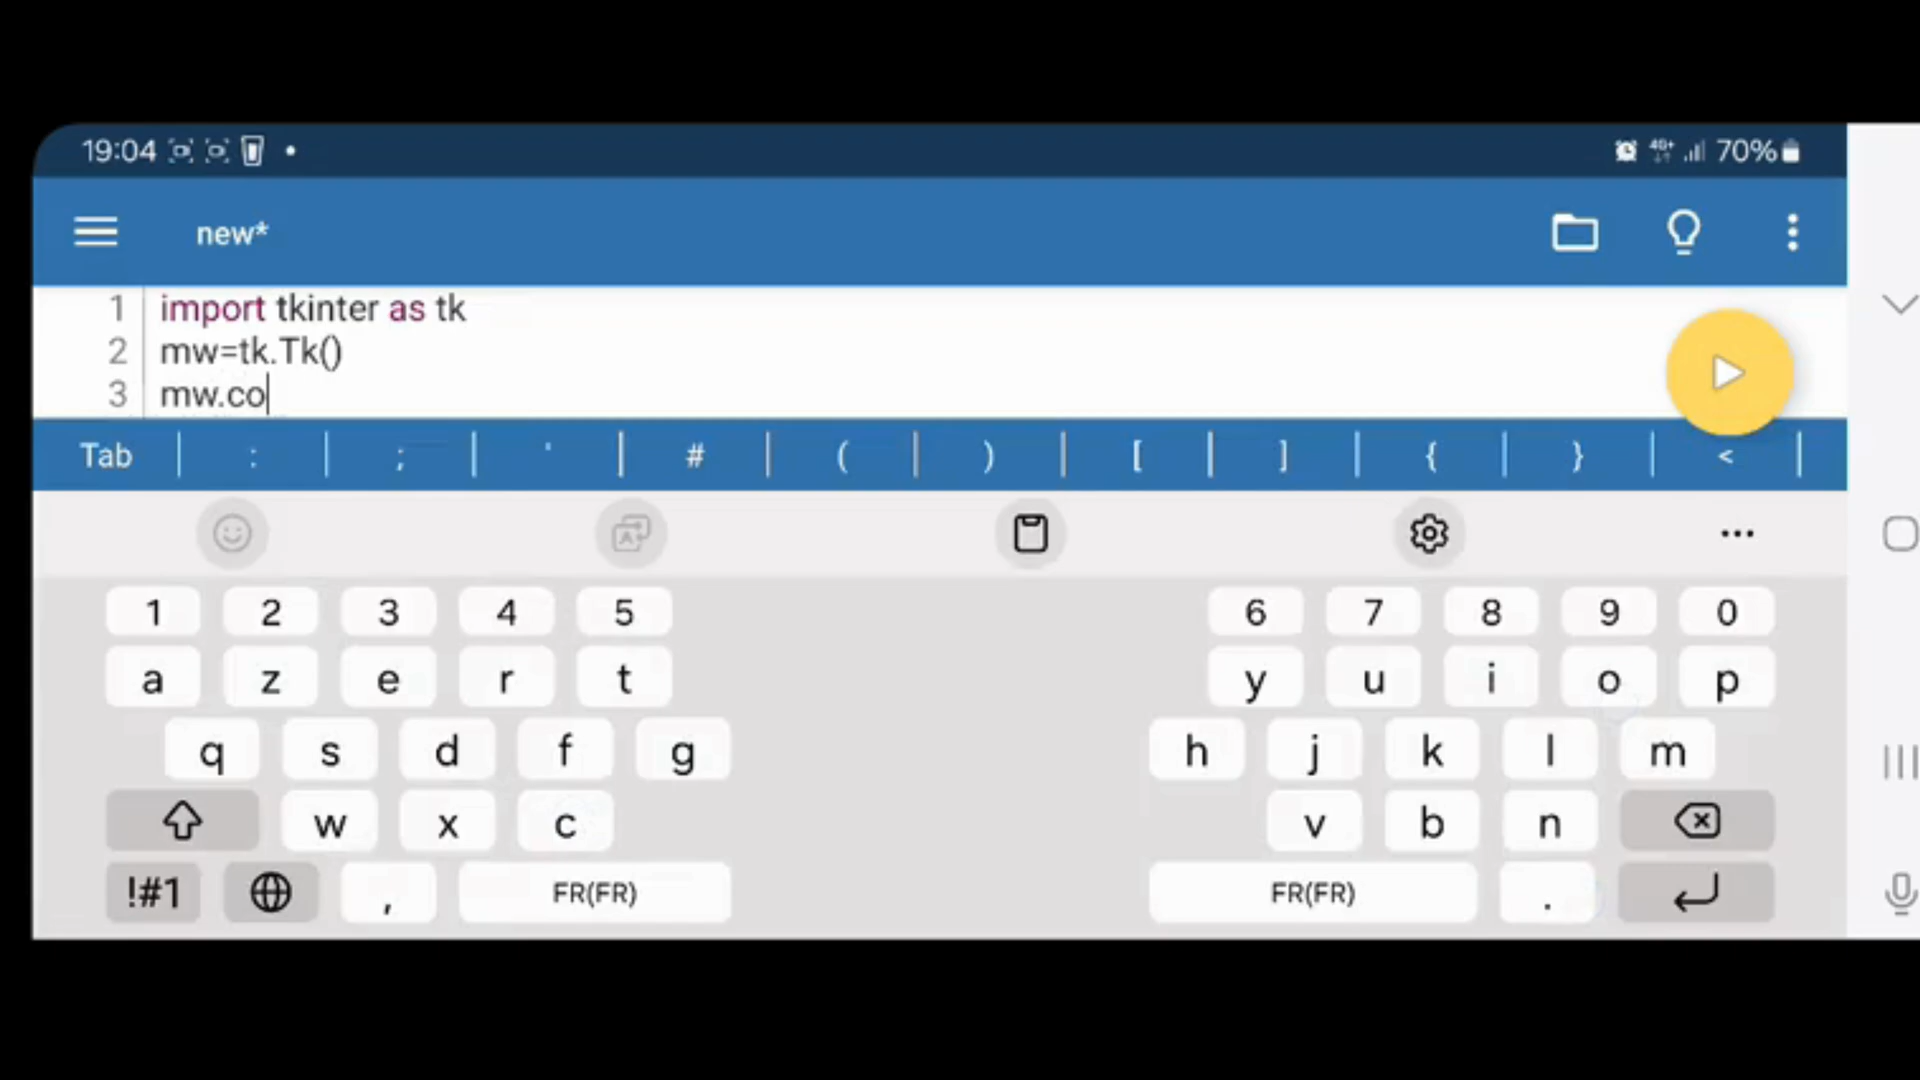 19:04
4G+ 70%
new*
1 import tkinter as tk
2 mw=tk.Tk()
3 mw.co
Tab : ; ' # ( ) [ ] { } <
1 2 3 4 5 6 7 8 9 0
a z e r t y u i o p
q s d f g h j k l m
w x c v b n
!#1 , FR(FR) FR(FR) .